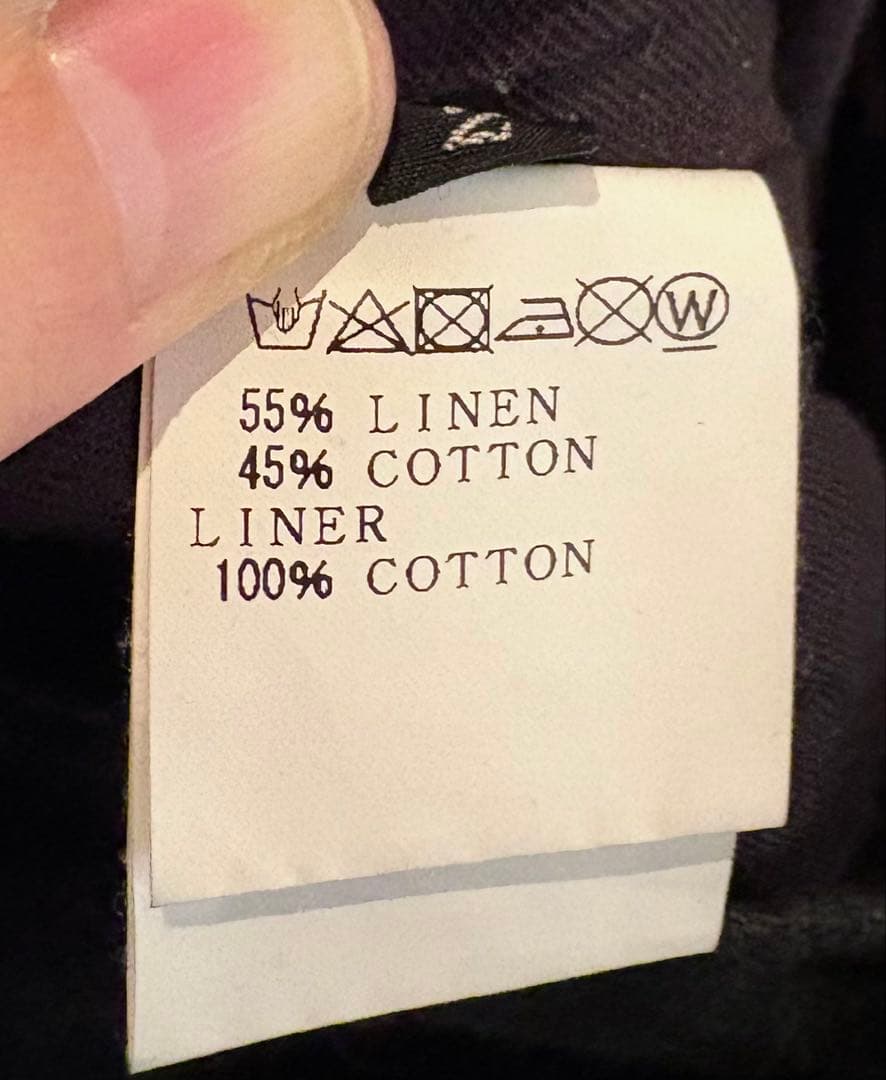 W
55% LINEN
45% COTTON
LINER
100% COTTON